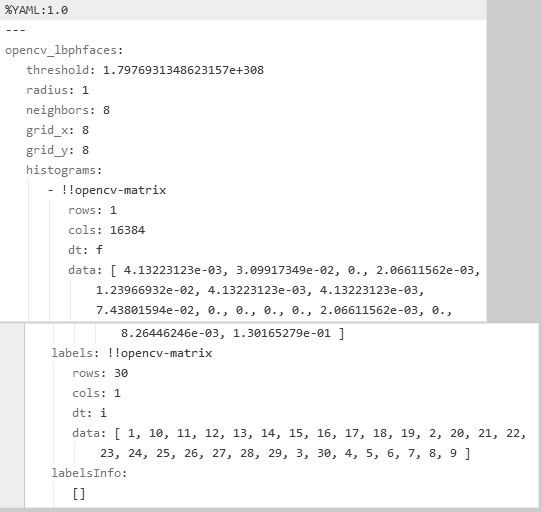 %YAML:1.0
---
opencv_lbphfaces:
threshold: 1.7976931348623157e+308
radius: 1
neighbors: 8
grid_x: 8
grid_y: 8
histograms:
- !!opencv-matrix
rows: 1
cols: 16384
dt: f
data: [ 4.13223123e-03, 3.09917349e-02, 0., 2.06611562e-03,
1.23966932e-02, 4.13223123e-03, 4.13223123e-03,
7.43801594e-02, 0., 0., 0., 0., 2.06611562e-03, 0.,
8.26446246e-03, 1.30165279e-01 ]
labels: !!opencv-matrix
rows: 30
cols: 1
dt: i
data: [ 1, 10, 11, 12, 13, 14, 15, 16, 17, 18, 19, 2, 20, 21, 22,
23, 24, 25, 26, 27, 28, 29, 3, 30, 4, 5, 6, 7, 8, 9 ]
labelsInfo:
[]